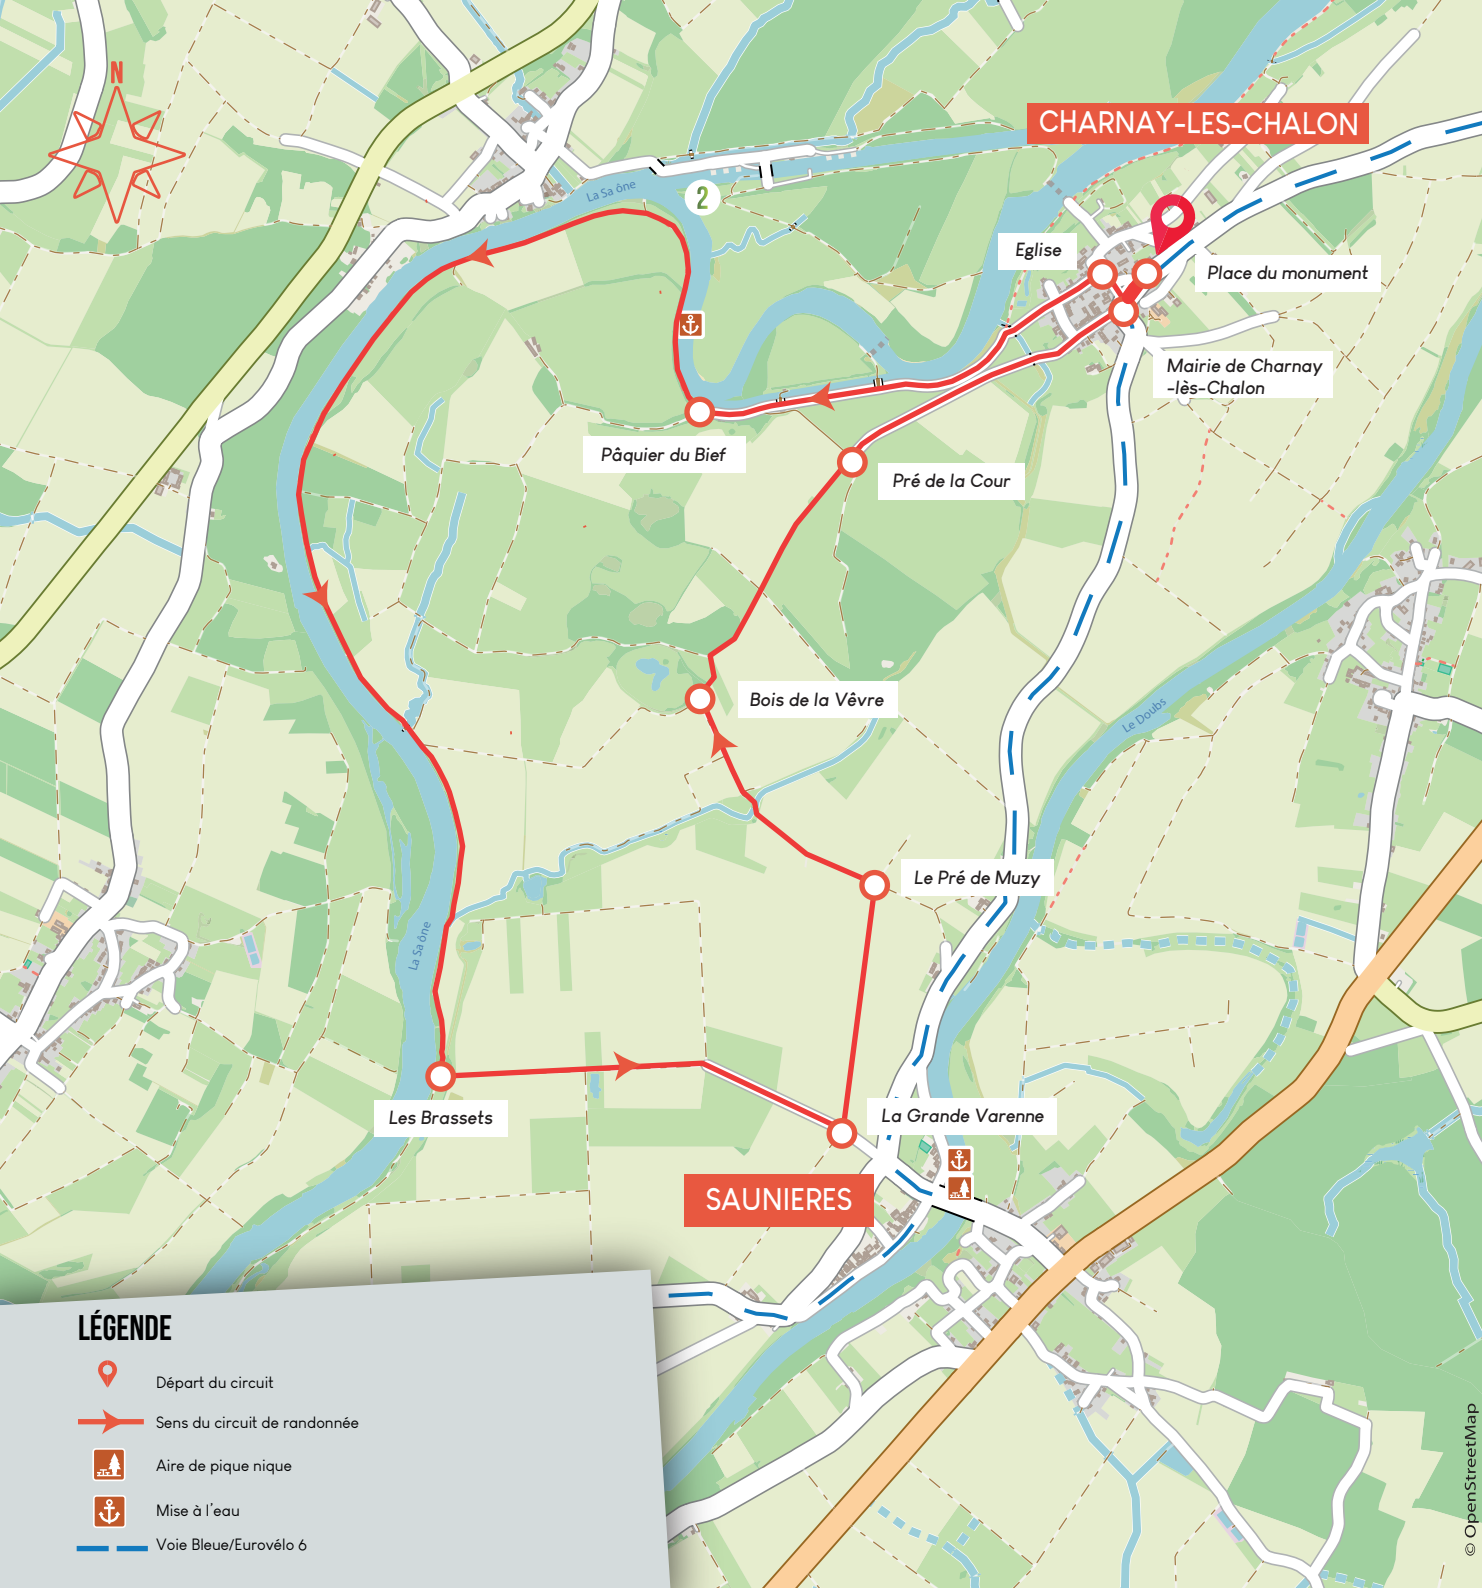 N
CHARNAY-LES-CHALON
La Saône
2
Eglise
Place du monument
Mairie de Charnay
-lès-Chalon
Pâquier du Bief
Pré de la Cour
Bois de la Vêvre
Le Doubs
Le Pré de Muzy
La Saône
Les Brassets
La Grande Varenne
SAUNIERES
LÉGENDE
Départ du circuit
Sens du circuit de randonnée
Aire de pique nique
Mise à l'eau
Voie Bleue/Eurovélo 6
© OpenStreetMap